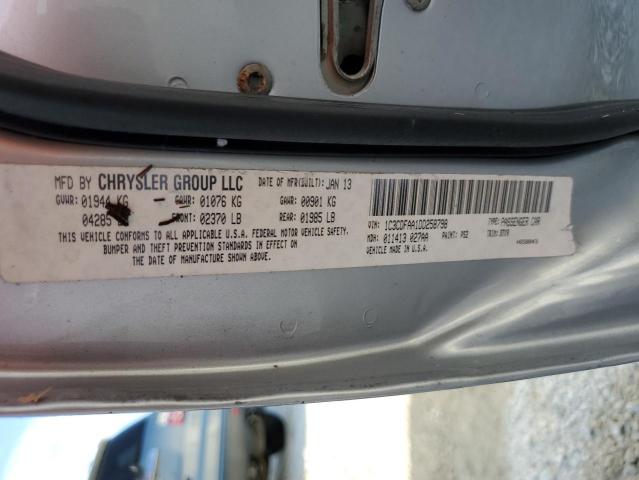 MFD BY CHRYSLER GROUP LLC DATE OF MFR(BUILT): JAN 13
GVWR: 01944 KG GAWR 01076 KG GAWR: 00901 KG
04285 FRONT: 02370 LB REAR: 01985 LB
THIS VEHICLE CONFORMS TO ALL APPLICABLE U.S.A. FEDERAL MOTOR VEHICLE SAFETY,
BUMPER AND THEFT PREVENTION STANDARDS IN EFFECT ON
THE DATE OF MANUFACTURE SHOWN ABOVE.
VIN: 1C3CDFAA1DD258798 TYPE: PASSENGER CAR
MDH: 011413 027AA PAINT: PS2 TRIM:
VEHICLE MADE IN U.S.A.